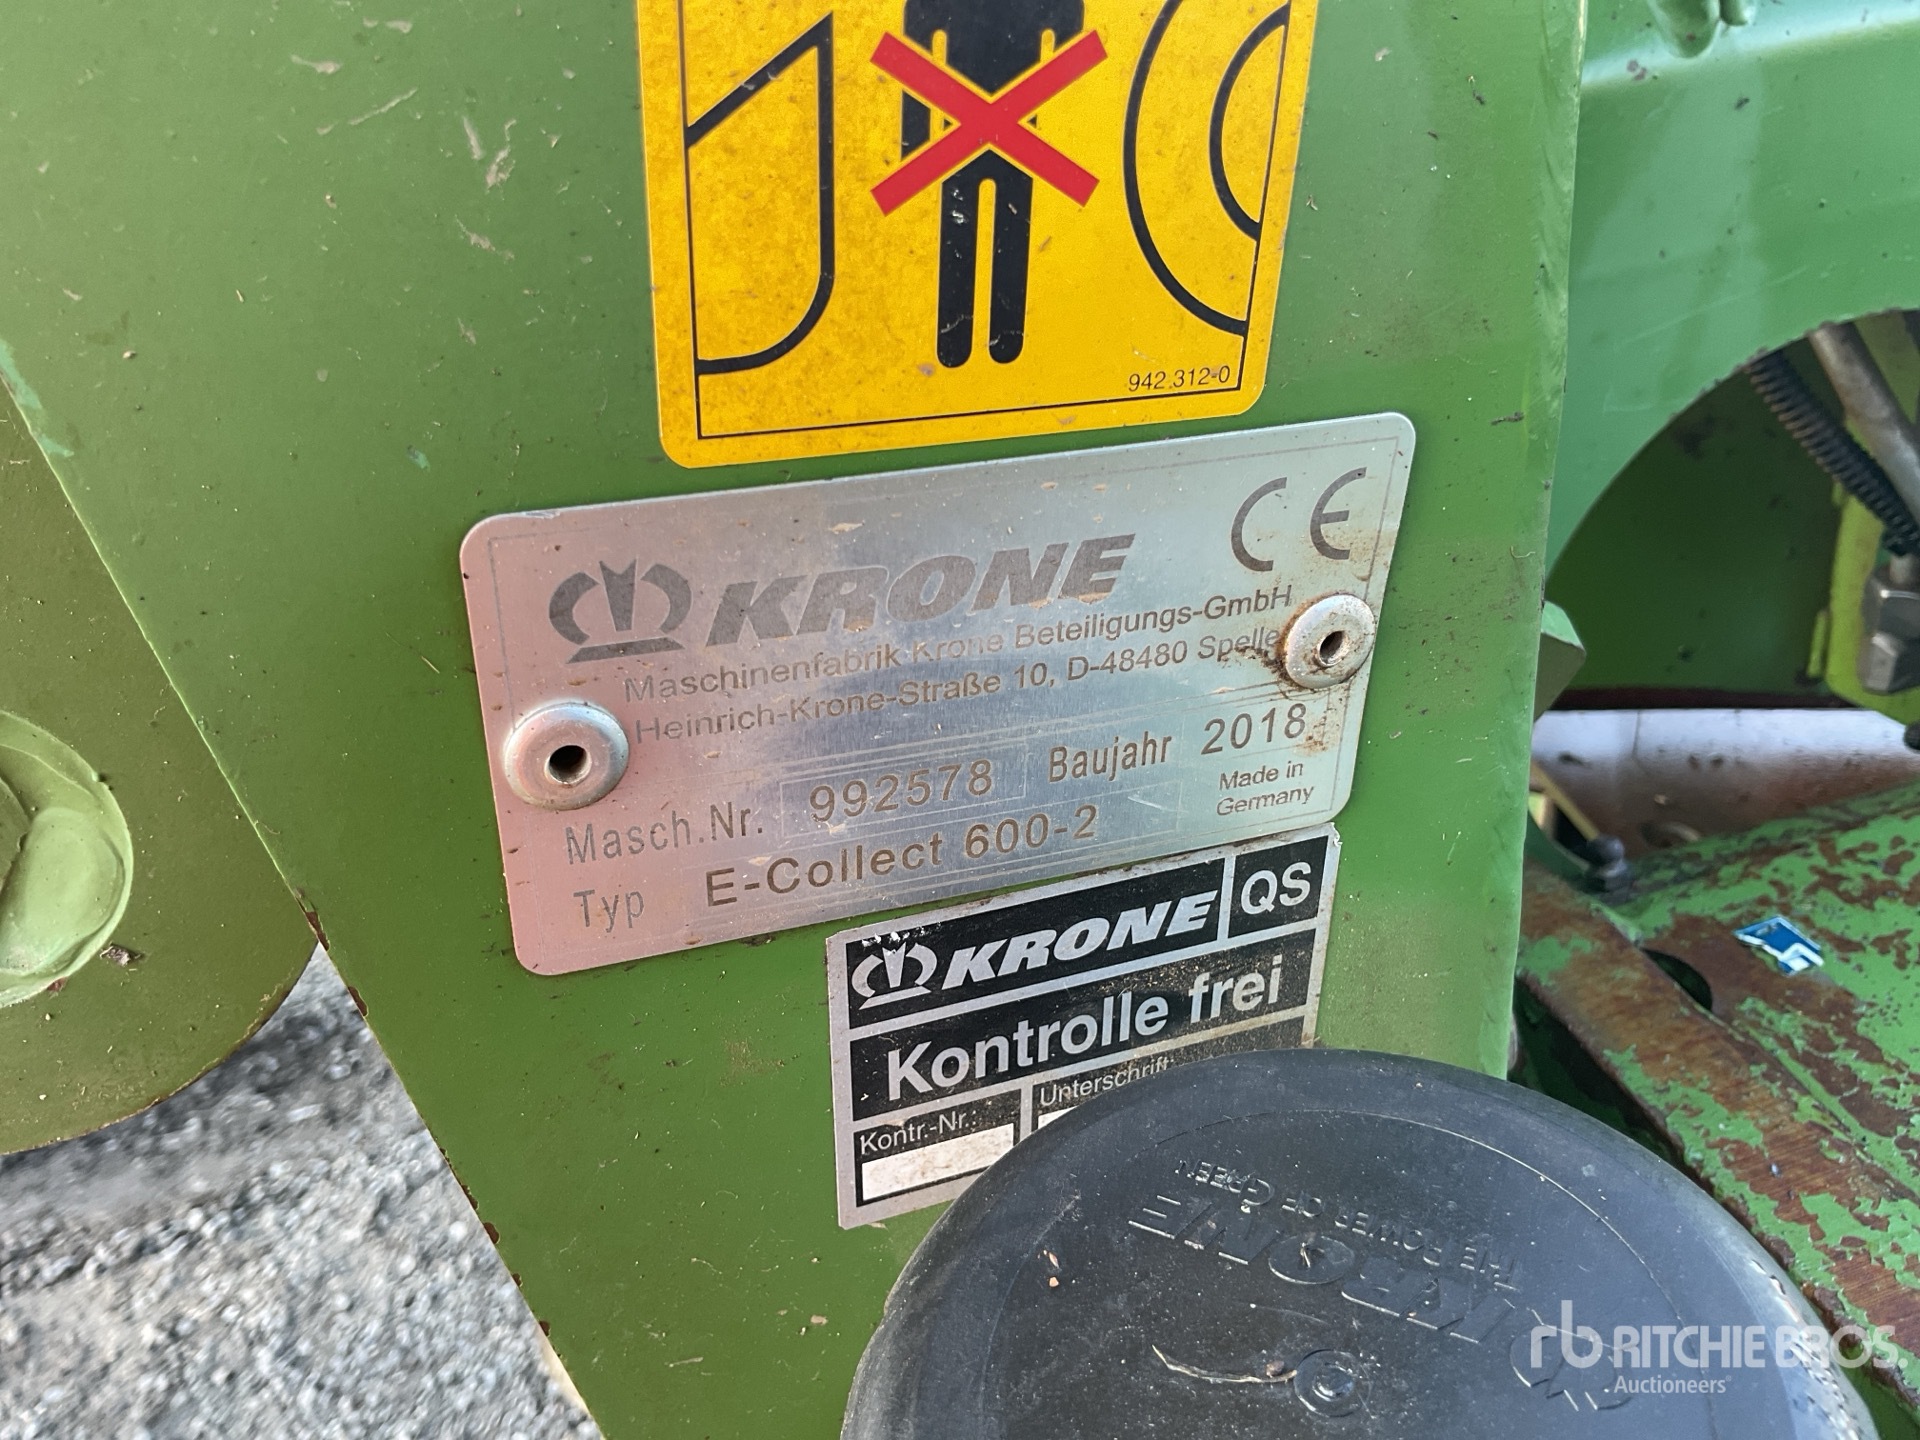 942 312-0
CE
KRONE
Maschinenfabrik Krone Beteiligungs-GmbH
Heinrich-Krone-Straße 10, D-48480 Spelle
Masch.Nr. 992578 Baujahr 2018
Typ E-Collect 600-2
Made in
Germany
KRONE QS
Kontrolle frei
Kontr.-Nr.: Unterschrift:
THE POWER OF GREEN
KRONE
rb RITCHIE BROS.
Auctioneers